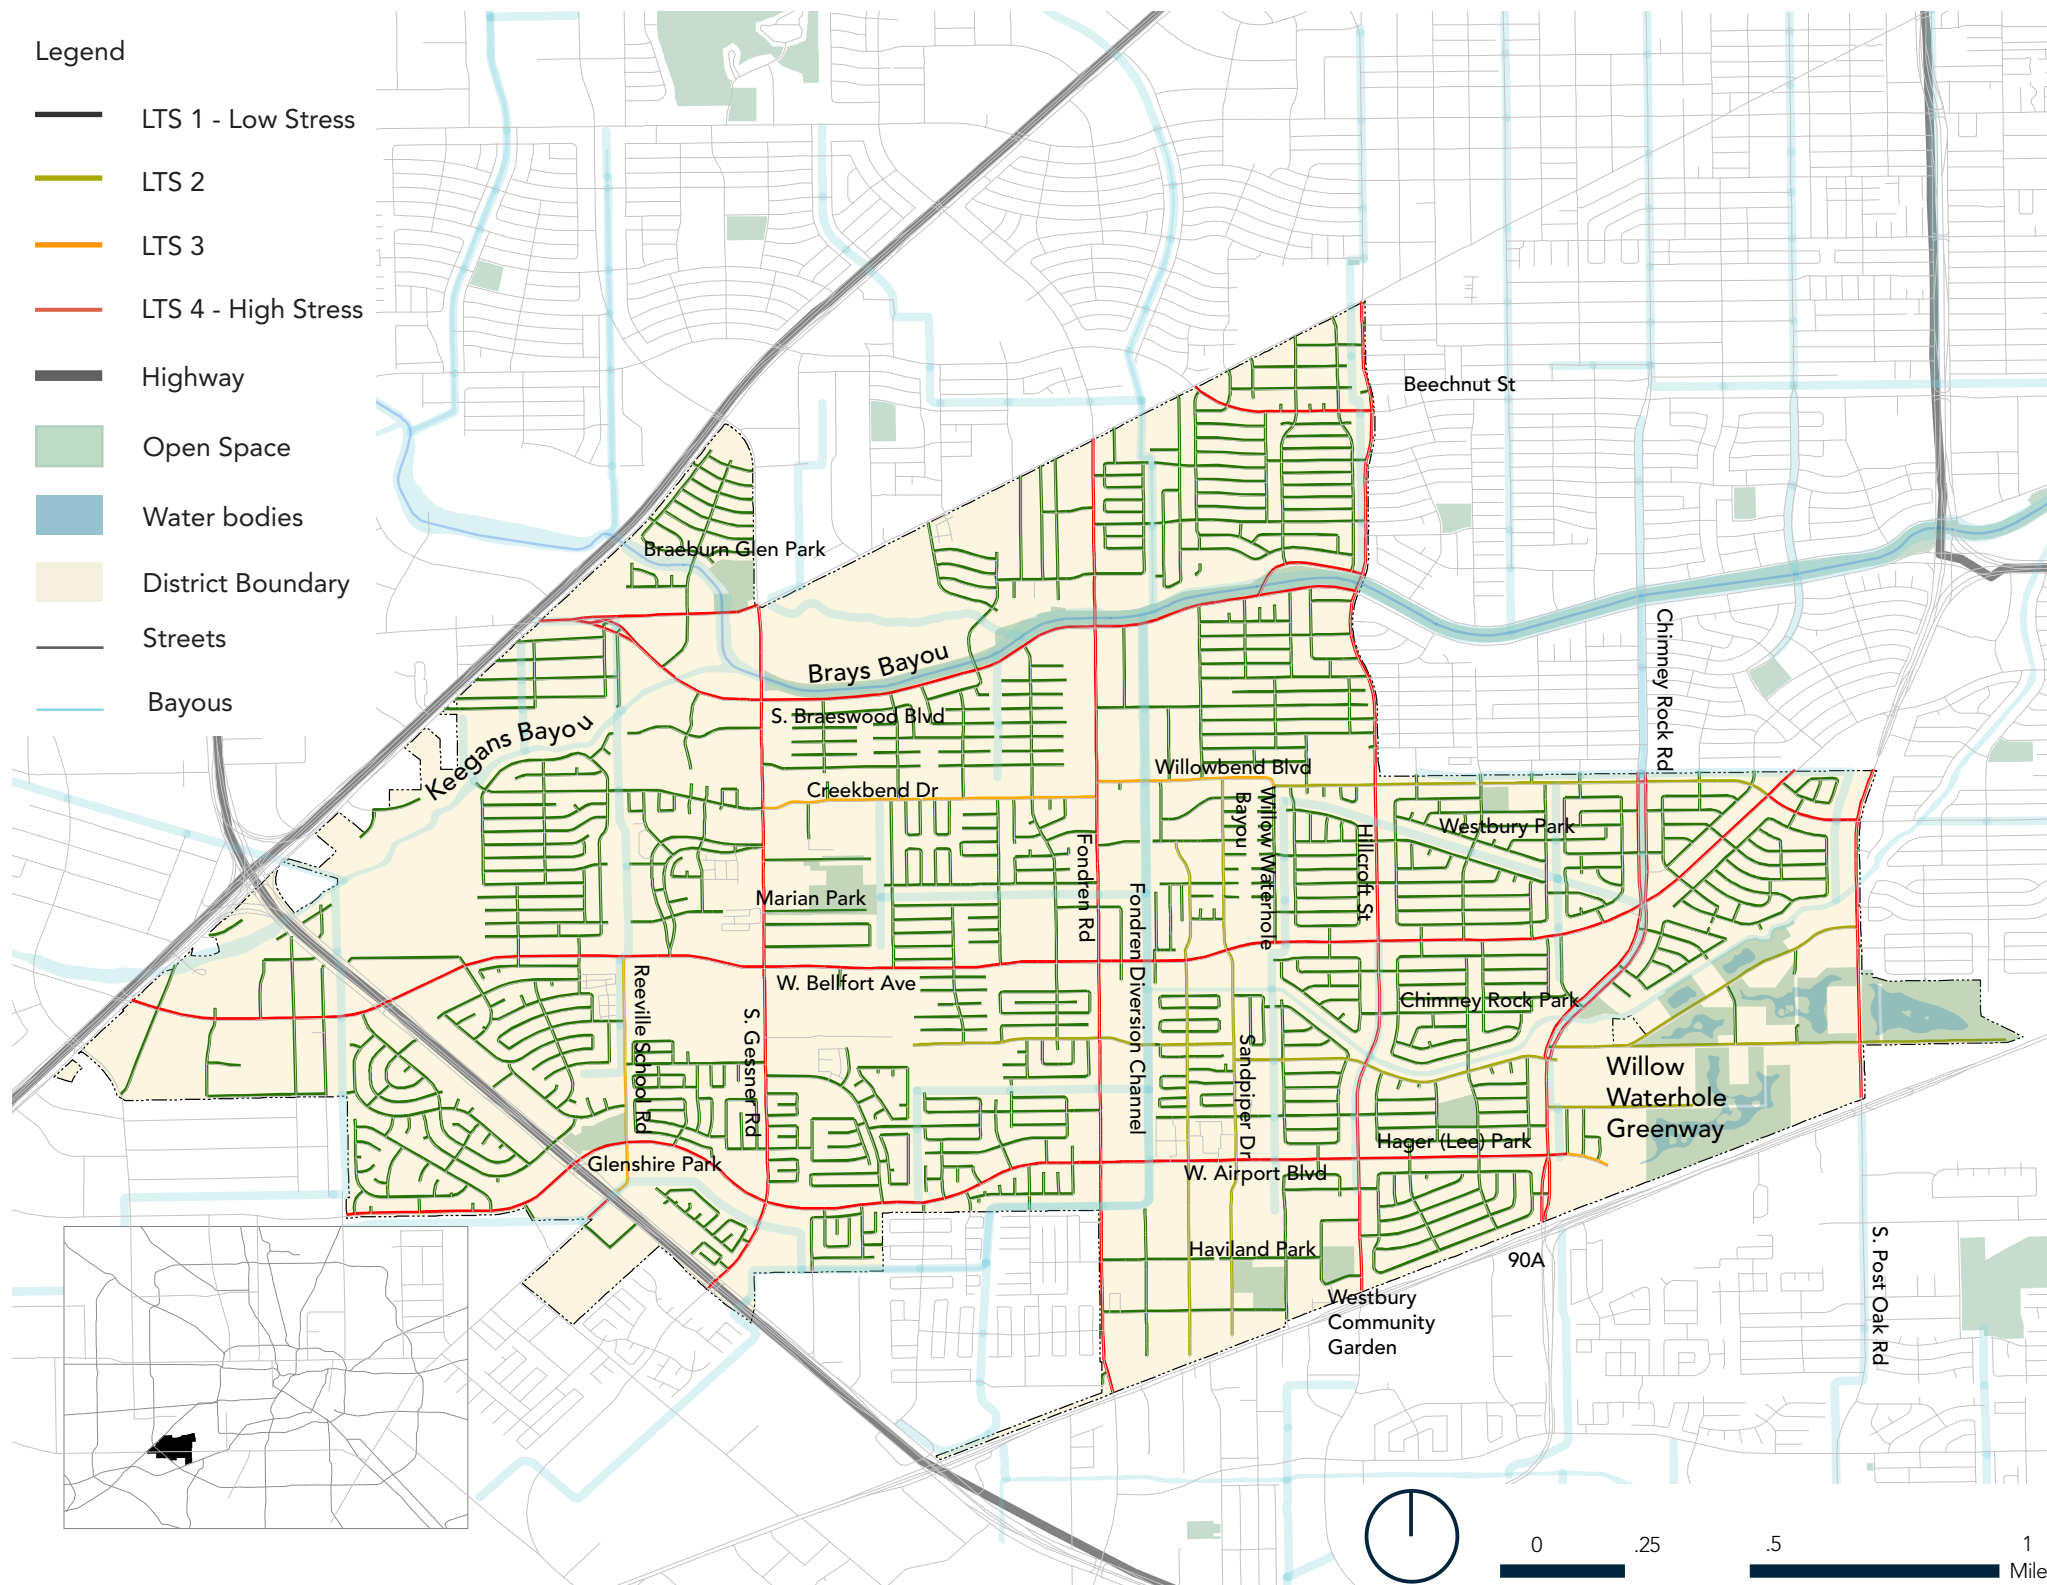 Legend
LTS 1 - Low Stress
LTS 2
LTS 3
LTS 4 - High Stress
Highway
Open Space
Water bodies
District Boundary
Streets
Bayous
Beechnut St
Braeburn Glen Park
Chimney Rock Rd
Brays Bayou
S. Braeswood Blvd
Keegans Bayou
Willowbend Blvd
Creekbend Dr
Willow Waterhole
Bayou
Westbury Park
Hillcroft St
Fondren Rd
Marian Park
Fondren Diversion Channel
W. Bellfort Ave
Reeville School Rd
S. Gessner Rd
Chimney Rock Park
Sandpiper Dr
Willow
Waterhole
Greenway
Hager (Lee) Park
Glenshire Park
W. Airport Blvd
Haviland Park
90A
S. Post Oak Rd
Westbury
Community
Garden
0 .25 .5 1
Mile